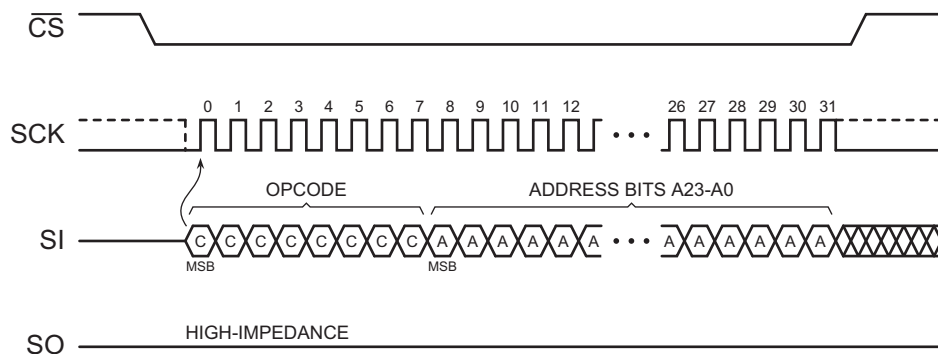 CS
0 1 2 3 4 5 6 7 8 9 10 11 12 26 27 28 29 30 31
SCK
OPCODE ADDRESS BITS A23-A0
SI C C C C C C C C A A A A A A A A A A A A
MSB MSB
HIGH-IMPEDANCE
SO